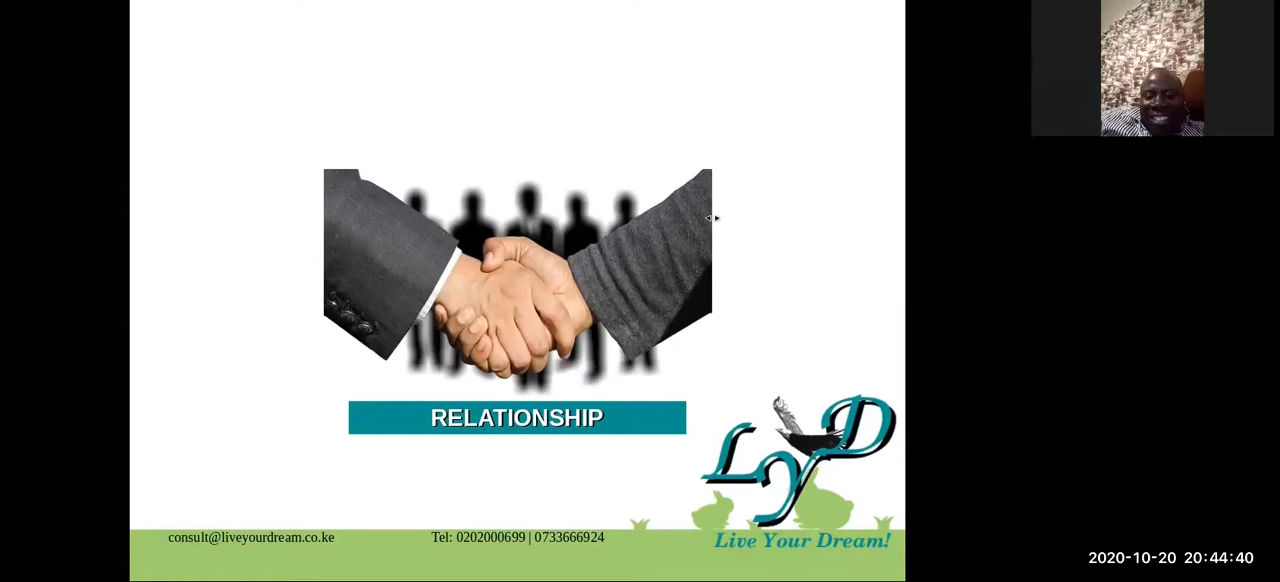 RELATIONSHIP
LYD
Live Your Dream!
consult@liveyourdream.co.ke
Tel: 0202000699 | 0733666924
2020-10-20 20:44:40